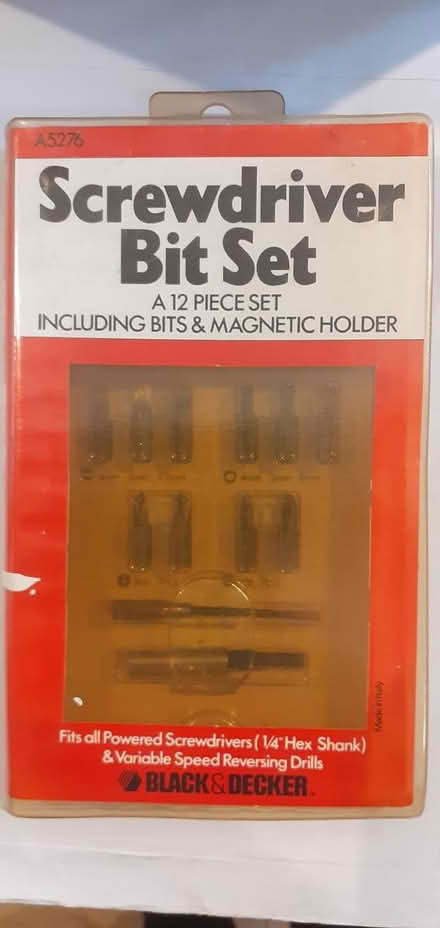 A5276
Screwdriver
Bit Set
A 12 PIECE SET
INCLUDING BITS & MAGNETIC HOLDER
Made in Italy
Fits all Powered Screwdrivers ( 1/4" Hex Shank)
& Variable Speed Reversing Drills
BLACK & DECKER